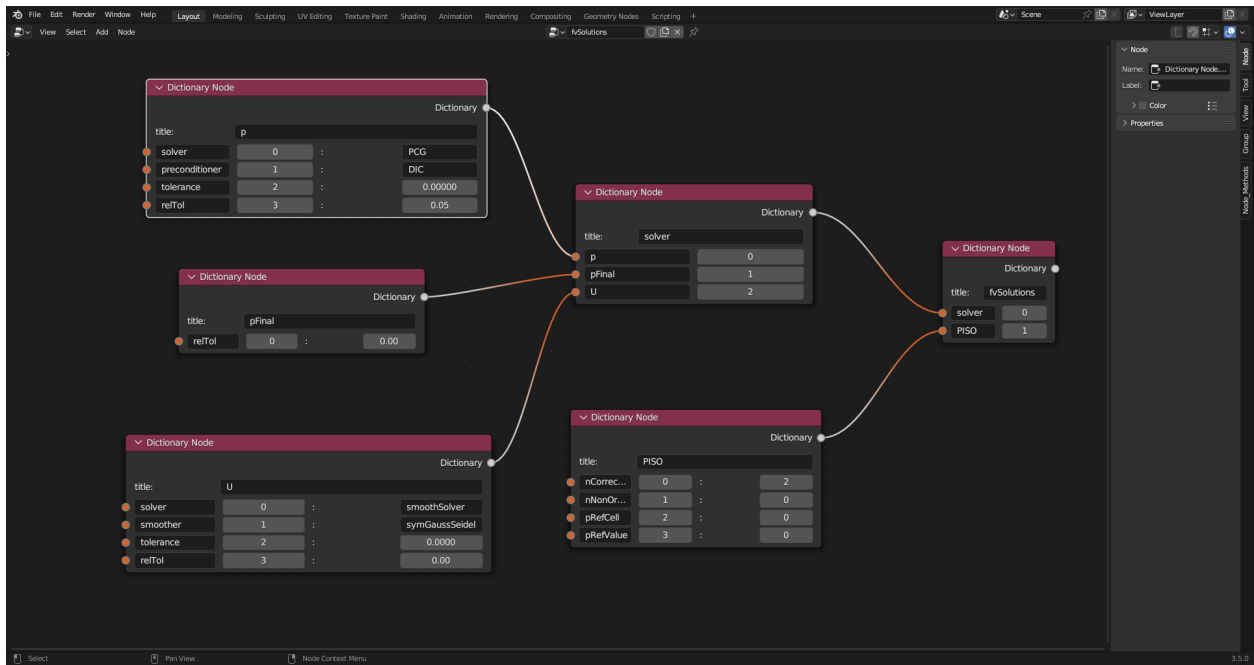 File Edit Render Window Help Layout Modeling Sculpting UV Editing Texture Paint Shading Animation Rendering Compositing Geometry Nodes Scripting + Scene ViewLayer
View Select Add Node fvSolutions
Dictionary Node
Dictionary
title: p
solver 0 : PCG
preconditioner 1 : DIC
tolerance 2 : 0.00000
relTol 3 : 0.05
Dictionary Node
Dictionary
title: pFinal
relTol 0 : 0.00
Dictionary Node
Dictionary
title: U
solver 0 : smoothSolver
smoother 1 : symGaussSeidel
tolerance 2 : 0.0000
relTol 3 : 0.00
Dictionary Node
Dictionary
title: solver
p 0
pFinal 1
U 2
Dictionary Node
Dictionary
title: PISO
nCorrec... 0 : 2
nNonOr... 1 : 0
pRefCell 2 : 0
pRefValue 3 : 0
Dictionary Node
Dictionary
title: fvSolutions
solver 0
PISO 1
Node
Name: Dictionary Node....
Label:
Color
Properties
Node
Tool
View
Group
Node_Methods
Select Pan View Node Context Menu 3.5.0